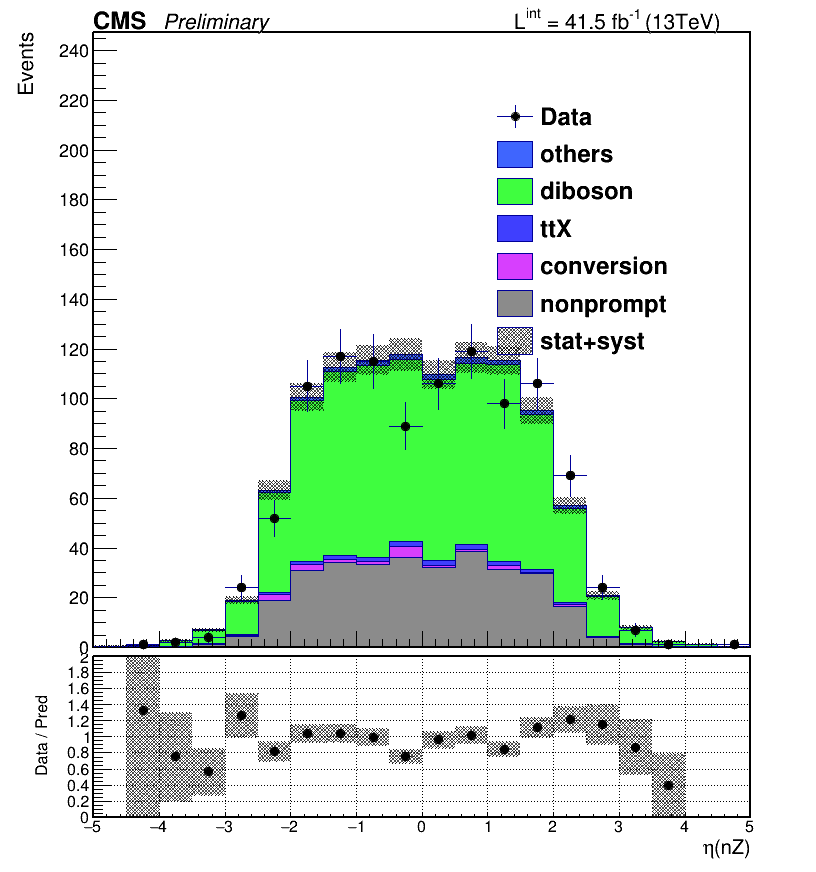 CMS Preliminary L^int = 41.5 fb^-1 (13TeV)
Events
240
220
200
180
160
140
120
100
80
60
40
20
0
Data
others
diboson
ttX
conversion
nonprompt
stat+syst
Data / Pred
2
1.8
1.6
1.4
1.2
1
0.8
0.6
0.4
0.2
0
−5 −4 −3 −2 −1 0 1 2 3 4 5
η(nZ)